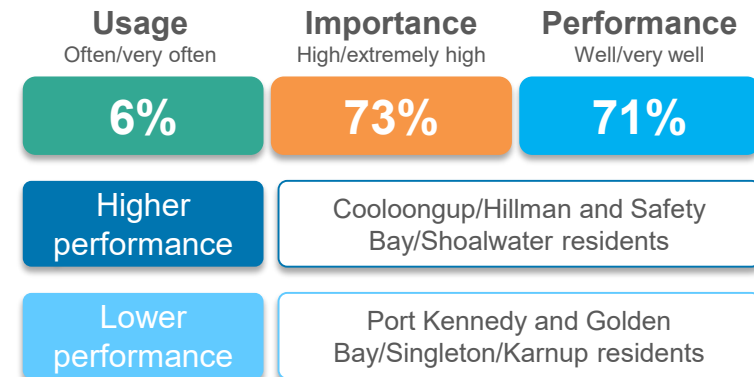 Usage Importance Performance
Often/very often High/extremely high Well/very well
6% 73% 71%
Higher
performance
Cooloongup/Hillman and Safety
Bay/Shoalwater residents
Lower
performance
Port Kennedy and Golden
Bay/Singleton/Karnup residents